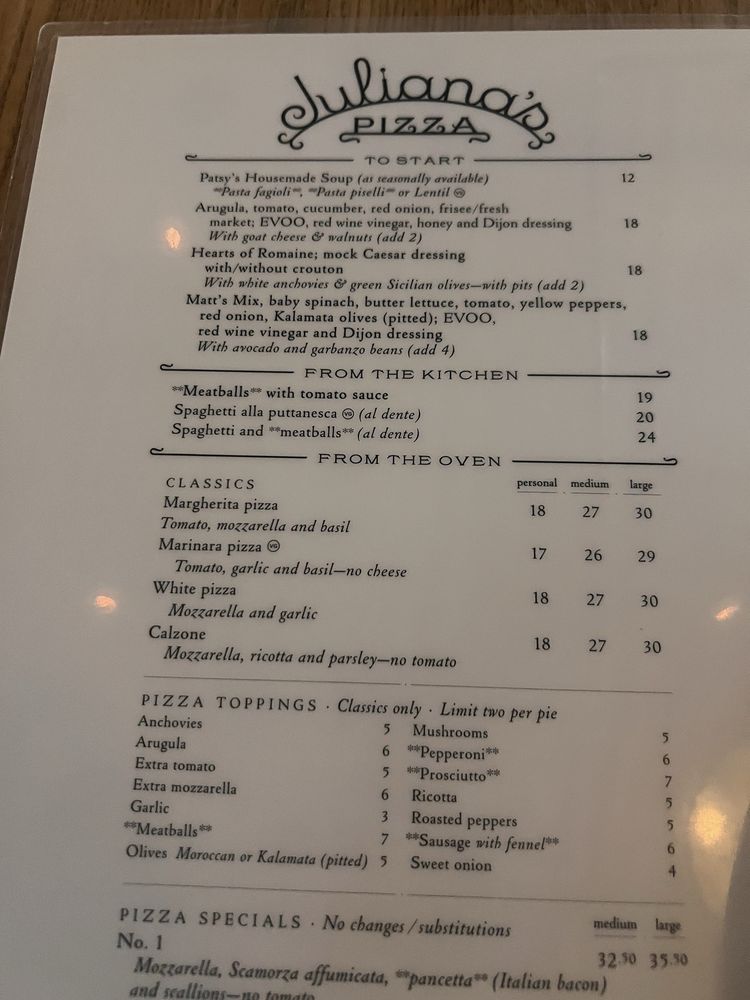 Juliana's
PIZZA
TO START
Patsy's Housemade Soup (as seasonally available) 12
**Pasta fagioli**, **Pasta piselli** or Lentil VG
Arugula, tomato, cucumber, red onion, frisee/fresh
market; EVOO, red wine vinegar, honey and Dijon dressing 18
With goat cheese & walnuts (add 2)
Hearts of Romaine; mock Caesar dressing
with/without crouton 18
With white anchovies & green Sicilian olives—with pits (add 2)
Matt's Mix, baby spinach, butter lettuce, tomato, yellow peppers,
red onion, Kalamata olives (pitted); EVOO,
red wine vinegar and Dijon dressing 18
With avocado and garbanzo beans (add 4)
FROM THE KITCHEN
**Meatballs** with tomato sauce 19
Spaghetti alla puttanesca VG (al dente) 20
Spaghetti and **meatballs** (al dente) 24
FROM THE OVEN
CLASSICS personal medium large
Margherita pizza 18 27 30
Tomato, mozzarella and basil
Marinara pizza VG 17 26 29
Tomato, garlic and basil—no cheese
White pizza 18 27 30
Mozzarella and garlic
Calzone 18 27 30
Mozzarella, ricotta and parsley—no tomato
PIZZA TOPPINGS · Classics only · Limit two per pie
Anchovies 5
Arugula 6
Extra tomato 5
Extra mozzarella 6
Garlic 3
**Meatballs** 7
Olives Moroccan or Kalamata (pitted) 5
Mushrooms 5
**Pepperoni** 6
**Prosciutto** 7
Ricotta 5
Roasted peppers 5
**Sausage with fennel** 6
Sweet onion 4
PIZZA SPECIALS · No changes/substitutions medium large
No. 1 32.50 35.50
Mozzarella, Scamorza affumicata, **pancetta** (Italian bacon)
and scallions—no tomato